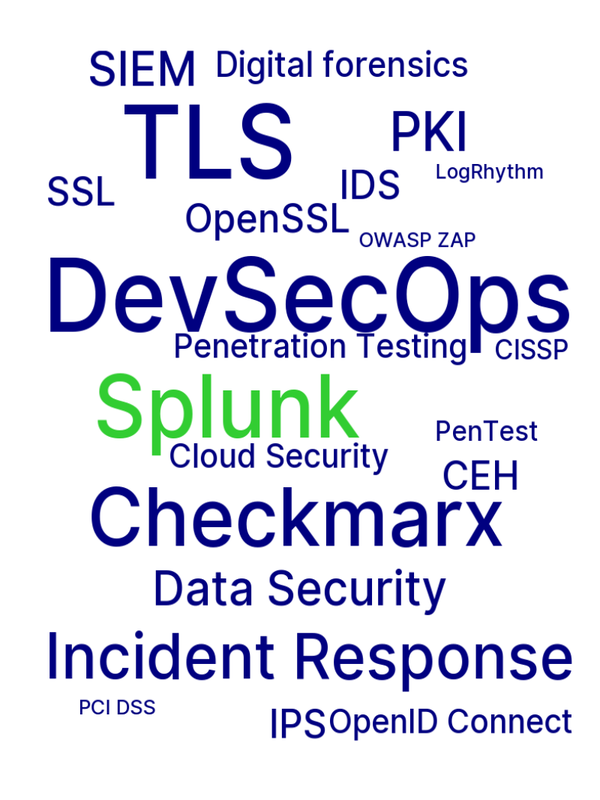 SIEM Digital forensics
TLS PKI
LogRhythm
SSL IDS
OpenSSL
OWASP ZAP
DevSecOps
Penetration Testing CISSP
Splunk
PenTest
Cloud Security
CEH
Checkmarx
Data Security
Incident Response
PCI DSS
IPS OpenID Connect